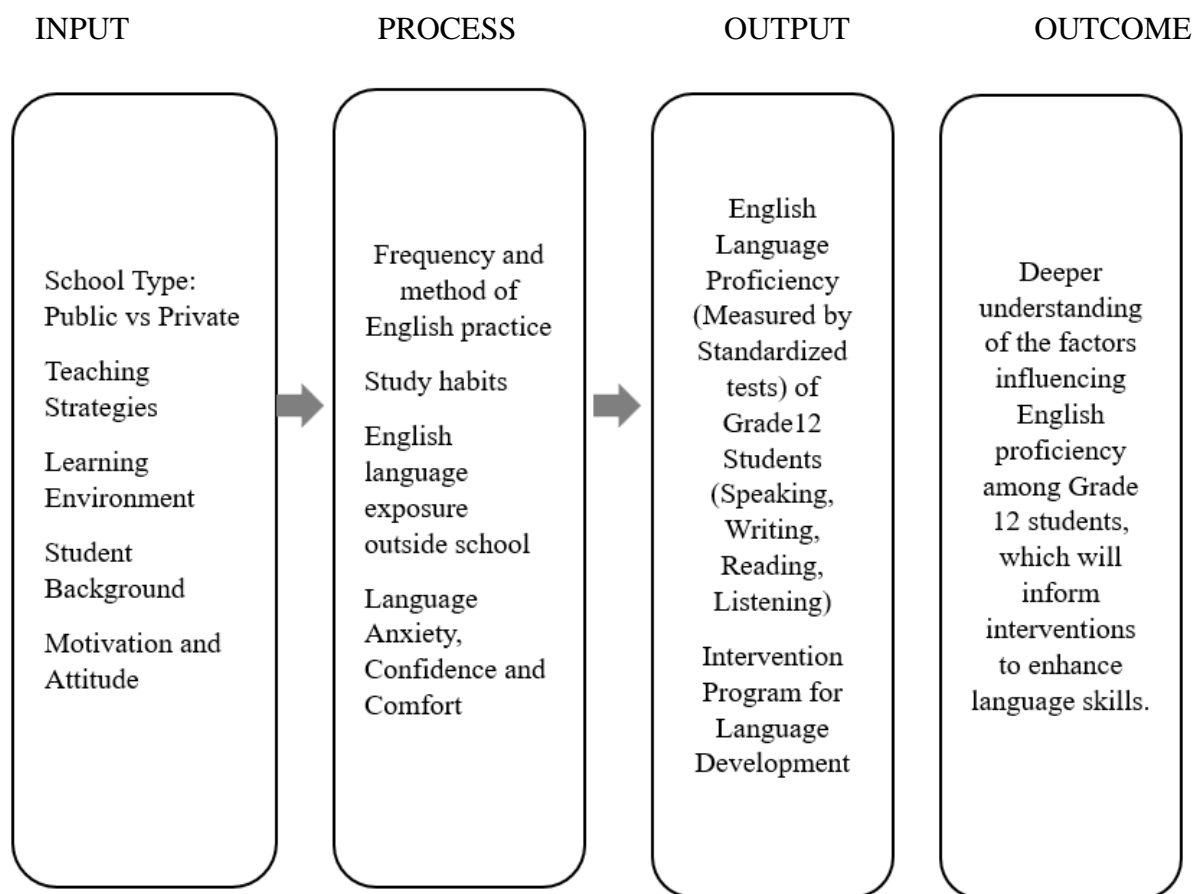 INPUT
PROCESS
OUTPUT
OUTCOME
School Type:
Public vs Private
Teaching
Strategies
Learning
Environment
Student
Background
Motivation and
Attitude
Frequency and
method of
English practice
Study habits
English
language
exposure
outside school
Language
Anxiety,
Confidence and
Comfort
English
Language
Proficiency
(Measured by
Standardized
tests) of
Grade12
Students
(Speaking,
Writing,
Reading,
Listening)
Intervention
Program for
Language
Development
Deeper
understanding
of the factors
influencing
English
proficiency
among Grade
12 students,
which will
inform
interventions
to enhance
language skills.